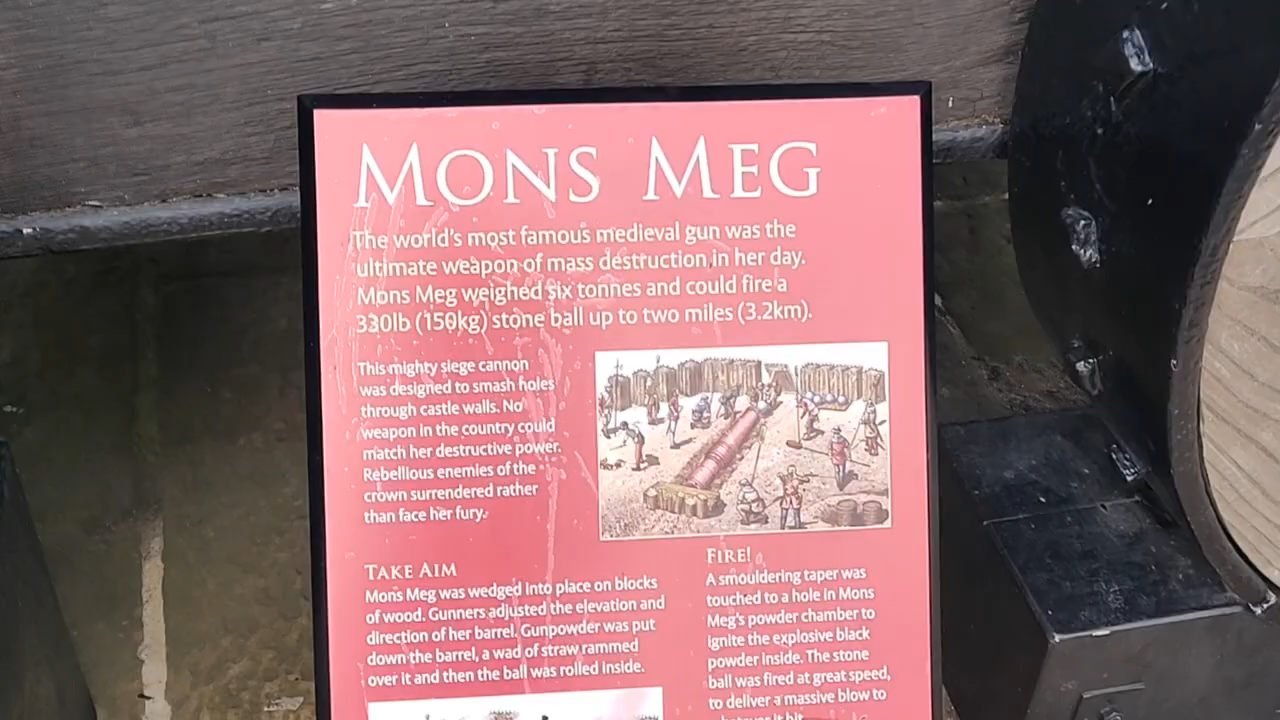 MONS MEG
The world's most famous medieval gun was the
ultimate weapon of mass destruction in her day.
Mons Meg weighed six tonnes and could fire a
330lb (150kg) stone ball up to two miles (3.2km).
This mighty siege cannon
was designed to smash holes
through castle walls. No
weapon in the country could
match her destructive power.
Rebellious enemies of the
crown surrendered rather
than face her fury.
TAKE AIM
Mons Meg was wedged into place on blocks
of wood. Gunners adjusted the elevation and
direction of her barrel. Gunpowder was put
down the barrel, a wad of straw rammed
over it and then the ball was rolled inside.
FIRE!
A smouldering taper was
touched to a hole in Mons
Meg's powder chamber to
ignite the explosive black
powder inside. The stone
ball was fired at great speed,
to deliver a massive blow to
it hit